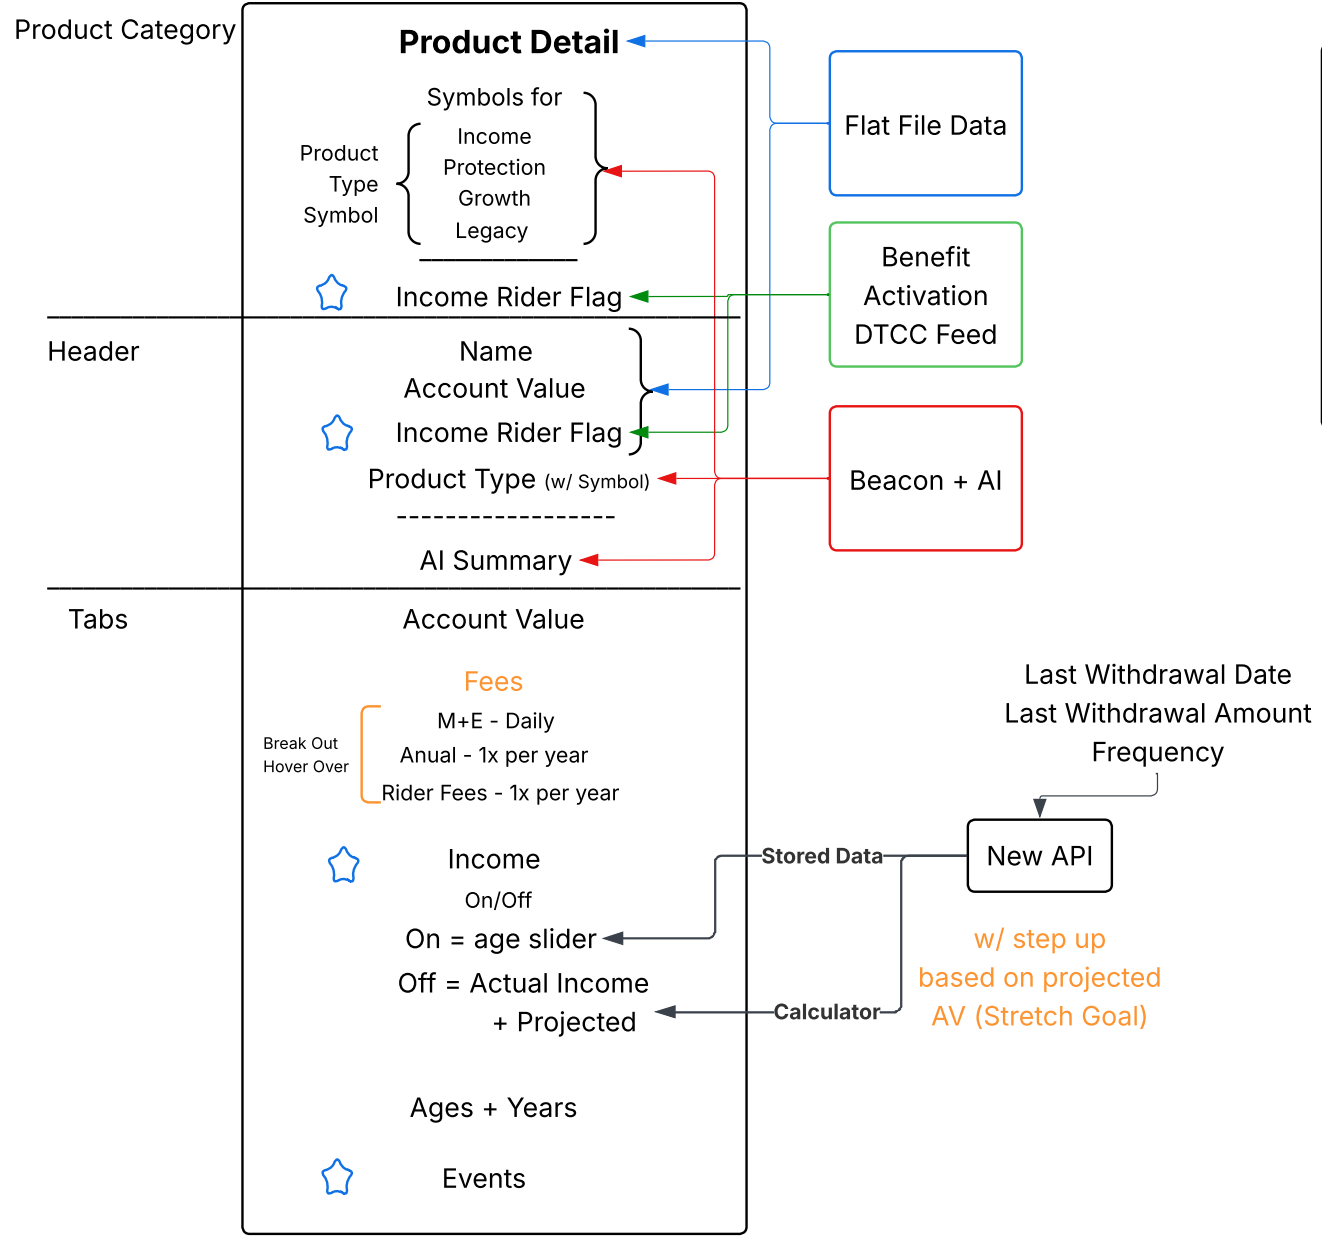 Product Category
Product Detail
Symbols for
Product
Type
Symbol
Income
Protection
Growth
Legacy
Income Rider Flag
Flat File Data
Benefit
Activation
DTCC Feed
Header
Name
Account Value
Income Rider Flag
Product Type (w/ Symbol)
AI Summary
Beacon + AI
Tabs
Account Value
Fees
Break Out
Hover Over
M+E - Daily
Anual - 1x per year
Rider Fees - 1x per year
Income
On/Off
On = age slider
Off = Actual Income
+ Projected
Ages + Years
Events
Last Withdrawal Date
Last Withdrawal Amount
Frequency
New API
Stored Data
Calculator
w/ step up
based on projected
AV (Stretch Goal)